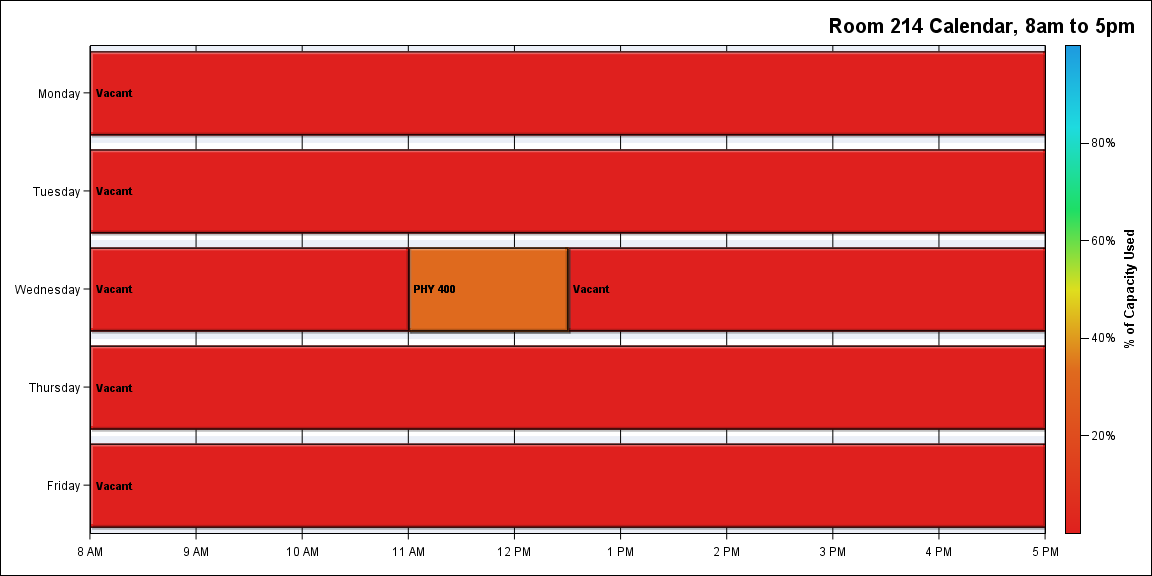 Room 214 Calendar, 8am to 5pm
Monday
Vacant
Tuesday
Vacant
Wednesday
Vacant
PHY 400
Vacant
Thursday
Vacant
Friday
Vacant
8 AM
9 AM
10 AM
11 AM
12 PM
1 PM
2 PM
3 PM
4 PM
5 PM
80%
60%
40%
20%
% of Capacity Used